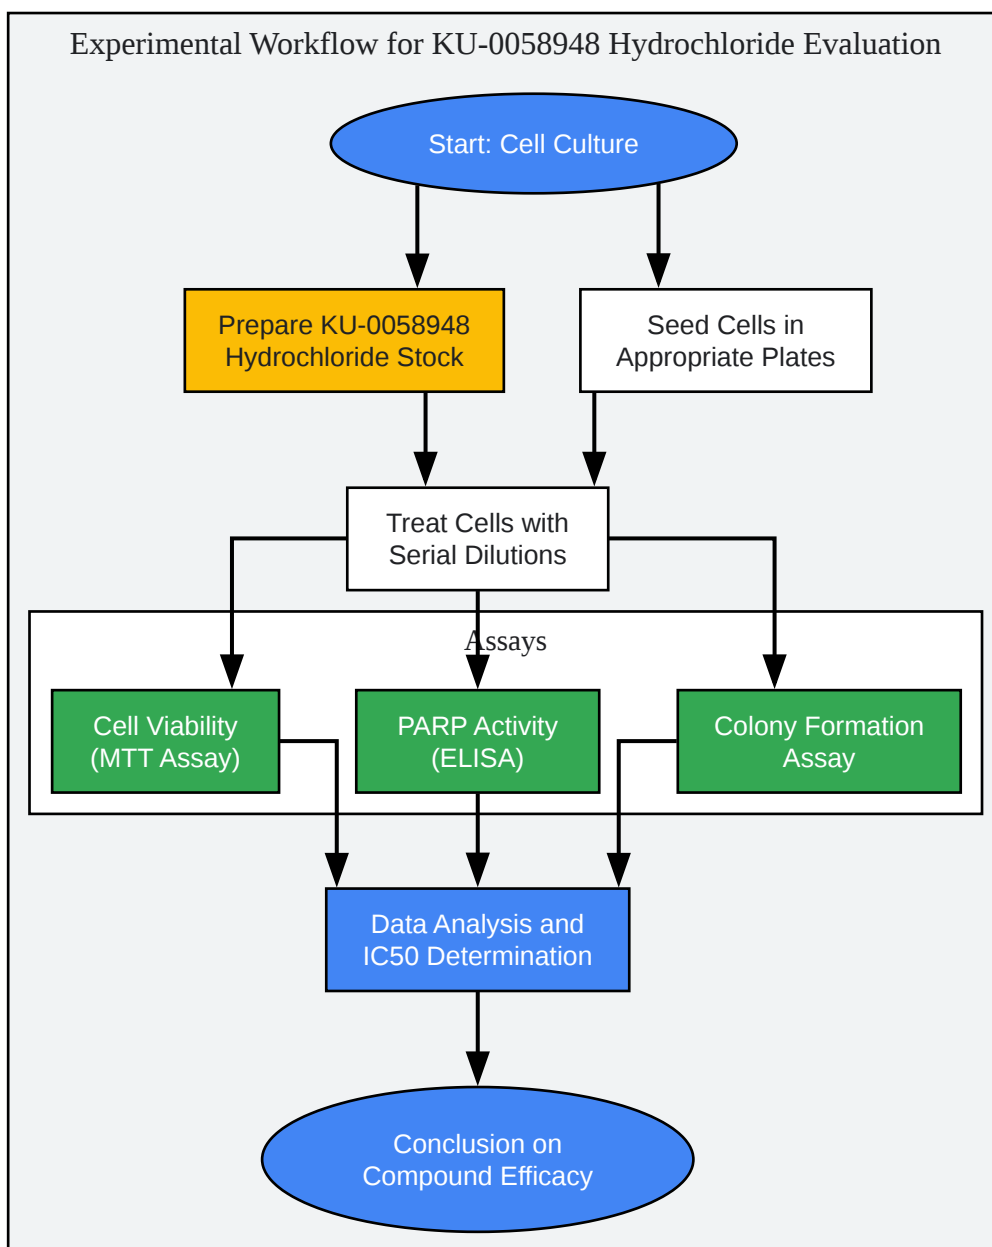 Experimental Workflow for KU-0058948 Hydrochloride Evaluation
Start: Cell Culture
Prepare KU-0058948
Hydrochloride Stock
Seed Cells in
Appropriate Plates
Treat Cells with
Serial Dilutions
Assays
Cell Viability
(MTT Assay)
PARP Activity
(ELISA)
Colony Formation
Assay
Data Analysis and
IC50 Determination
Conclusion on
Compound Efficacy